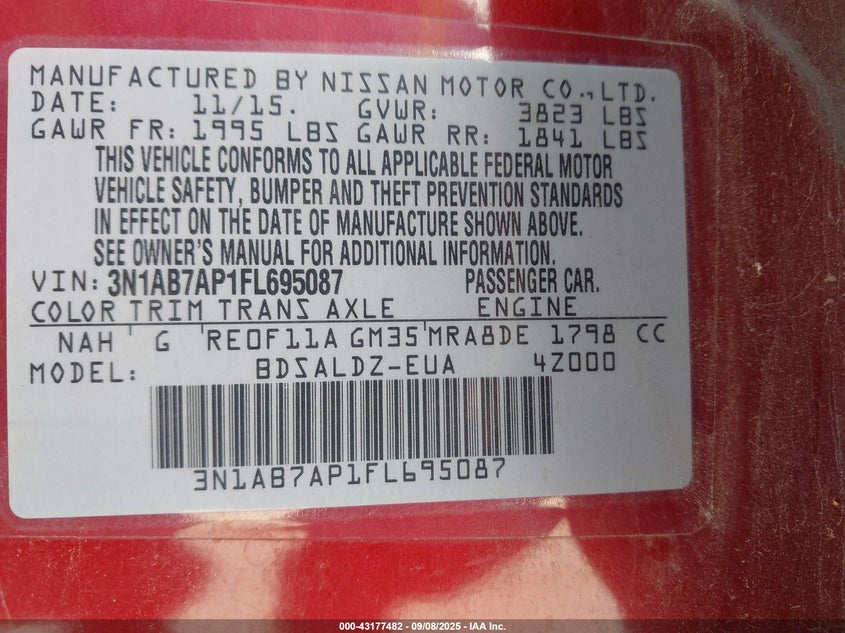 MANUFACTURED BY NISSAN MOTOR CO.,LTD.
DATE: 11/15. GVWR: 3823 LBS
GAWR FR: 1995 LBS GAWR RR: 1841 LBS
THIS VEHICLE CONFORMS TO ALL APPLICABLE FEDERAL MOTOR
VEHICLE SAFETY, BUMPER AND THEFT PREVENTION STANDARDS
IN EFFECT ON THE DATE OF MANUFACTURE SHOWN ABOVE.
SEE OWNER'S MANUAL FOR ADDITIONAL INFORMATION.
VIN: 3N1AB7AP1FL695087 PASSENGER CAR.
COLOR TRIM TRANS AXLE ENGINE
NAH G RE0F11A GM35 MRA8DE 1798 CC
MODEL: BDSALDZ-EUA 4Z000
3N1AB7AP1FL695087
000-43177482 - 09/08/2025 - IAA Inc.